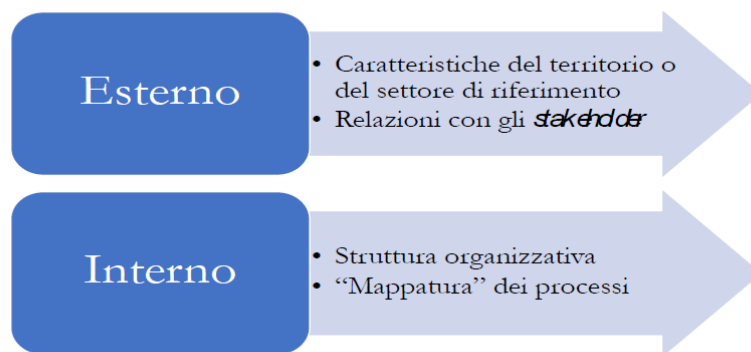 Esterno
• Caratteristiche del territorio o
del settore di riferimento
• Relazioni con gli stakeholder
Interno
• Struttura organizzativa
• “Mappatura” dei processi